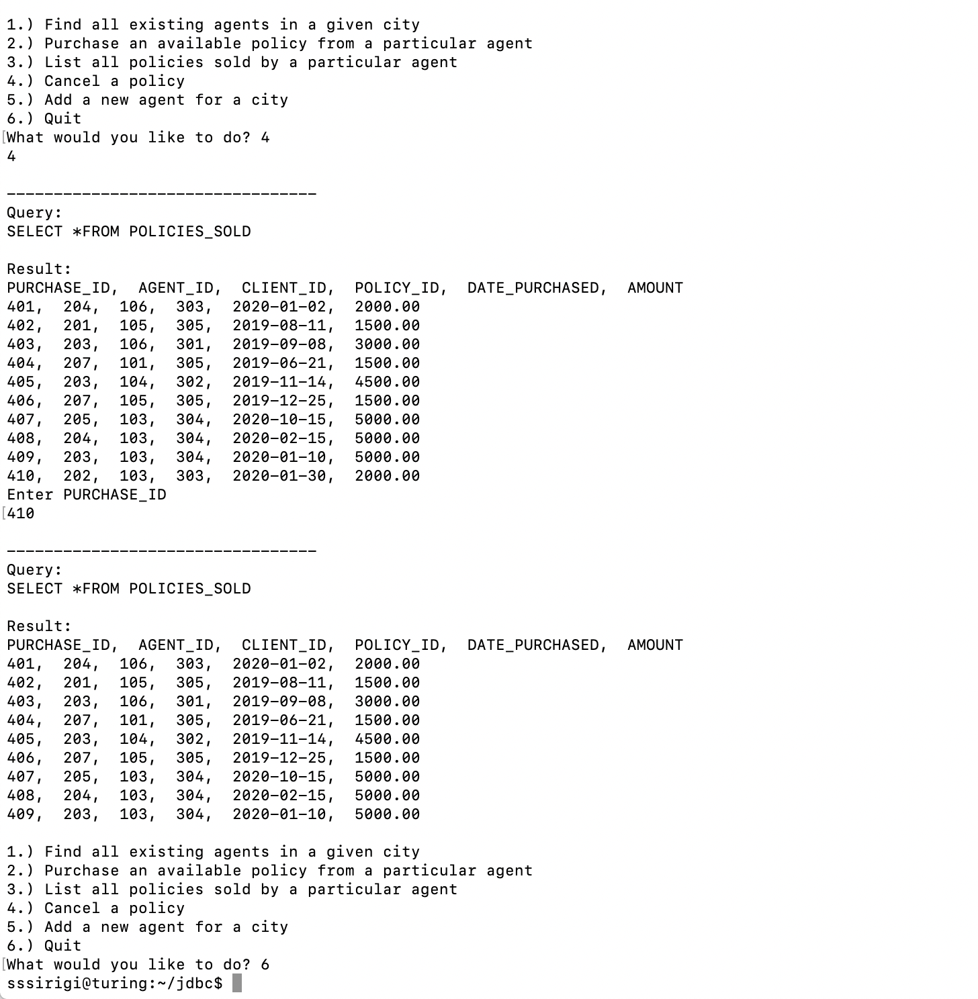 1.) Find all existing agents in a given city
2.) Purchase an available policy from a particular agent
3.) List all policies sold by a particular agent
4.) Cancel a policy
5.) Add a new agent for a city
6.) Quit
[What would you like to do? 4
4

---------------------------------
Query:
SELECT *FROM POLICIES_SOLD

Result:
PURCHASE_ID,  AGENT_ID,  CLIENT_ID,  POLICY_ID,  DATE_PURCHASED,  AMOUNT
401,  204,  106,  303,  2020-01-02,  2000.00
402,  201,  105,  305,  2019-08-11,  1500.00
403,  203,  106,  301,  2019-09-08,  3000.00
404,  207,  101,  305,  2019-06-21,  1500.00
405,  203,  104,  302,  2019-11-14,  4500.00
406,  207,  105,  305,  2019-12-25,  1500.00
407,  205,  103,  304,  2020-10-15,  5000.00
408,  204,  103,  304,  2020-02-15,  5000.00
409,  203,  103,  304,  2020-01-10,  5000.00
410,  202,  103,  303,  2020-01-30,  2000.00
Enter PURCHASE_ID
[410

---------------------------------
Query:
SELECT *FROM POLICIES_SOLD

Result:
PURCHASE_ID,  AGENT_ID,  CLIENT_ID,  POLICY_ID,  DATE_PURCHASED,  AMOUNT
401,  204,  106,  303,  2020-01-02,  2000.00
402,  201,  105,  305,  2019-08-11,  1500.00
403,  203,  106,  301,  2019-09-08,  3000.00
404,  207,  101,  305,  2019-06-21,  1500.00
405,  203,  104,  302,  2019-11-14,  4500.00
406,  207,  105,  305,  2019-12-25,  1500.00
407,  205,  103,  304,  2020-10-15,  5000.00
408,  204,  103,  304,  2020-02-15,  5000.00
409,  203,  103,  304,  2020-01-10,  5000.00

1.) Find all existing agents in a given city
2.) Purchase an available policy from a particular agent
3.) List all policies sold by a particular agent
4.) Cancel a policy
5.) Add a new agent for a city
6.) Quit
[What would you like to do? 6
sssirigi@turing:~/jdbc$